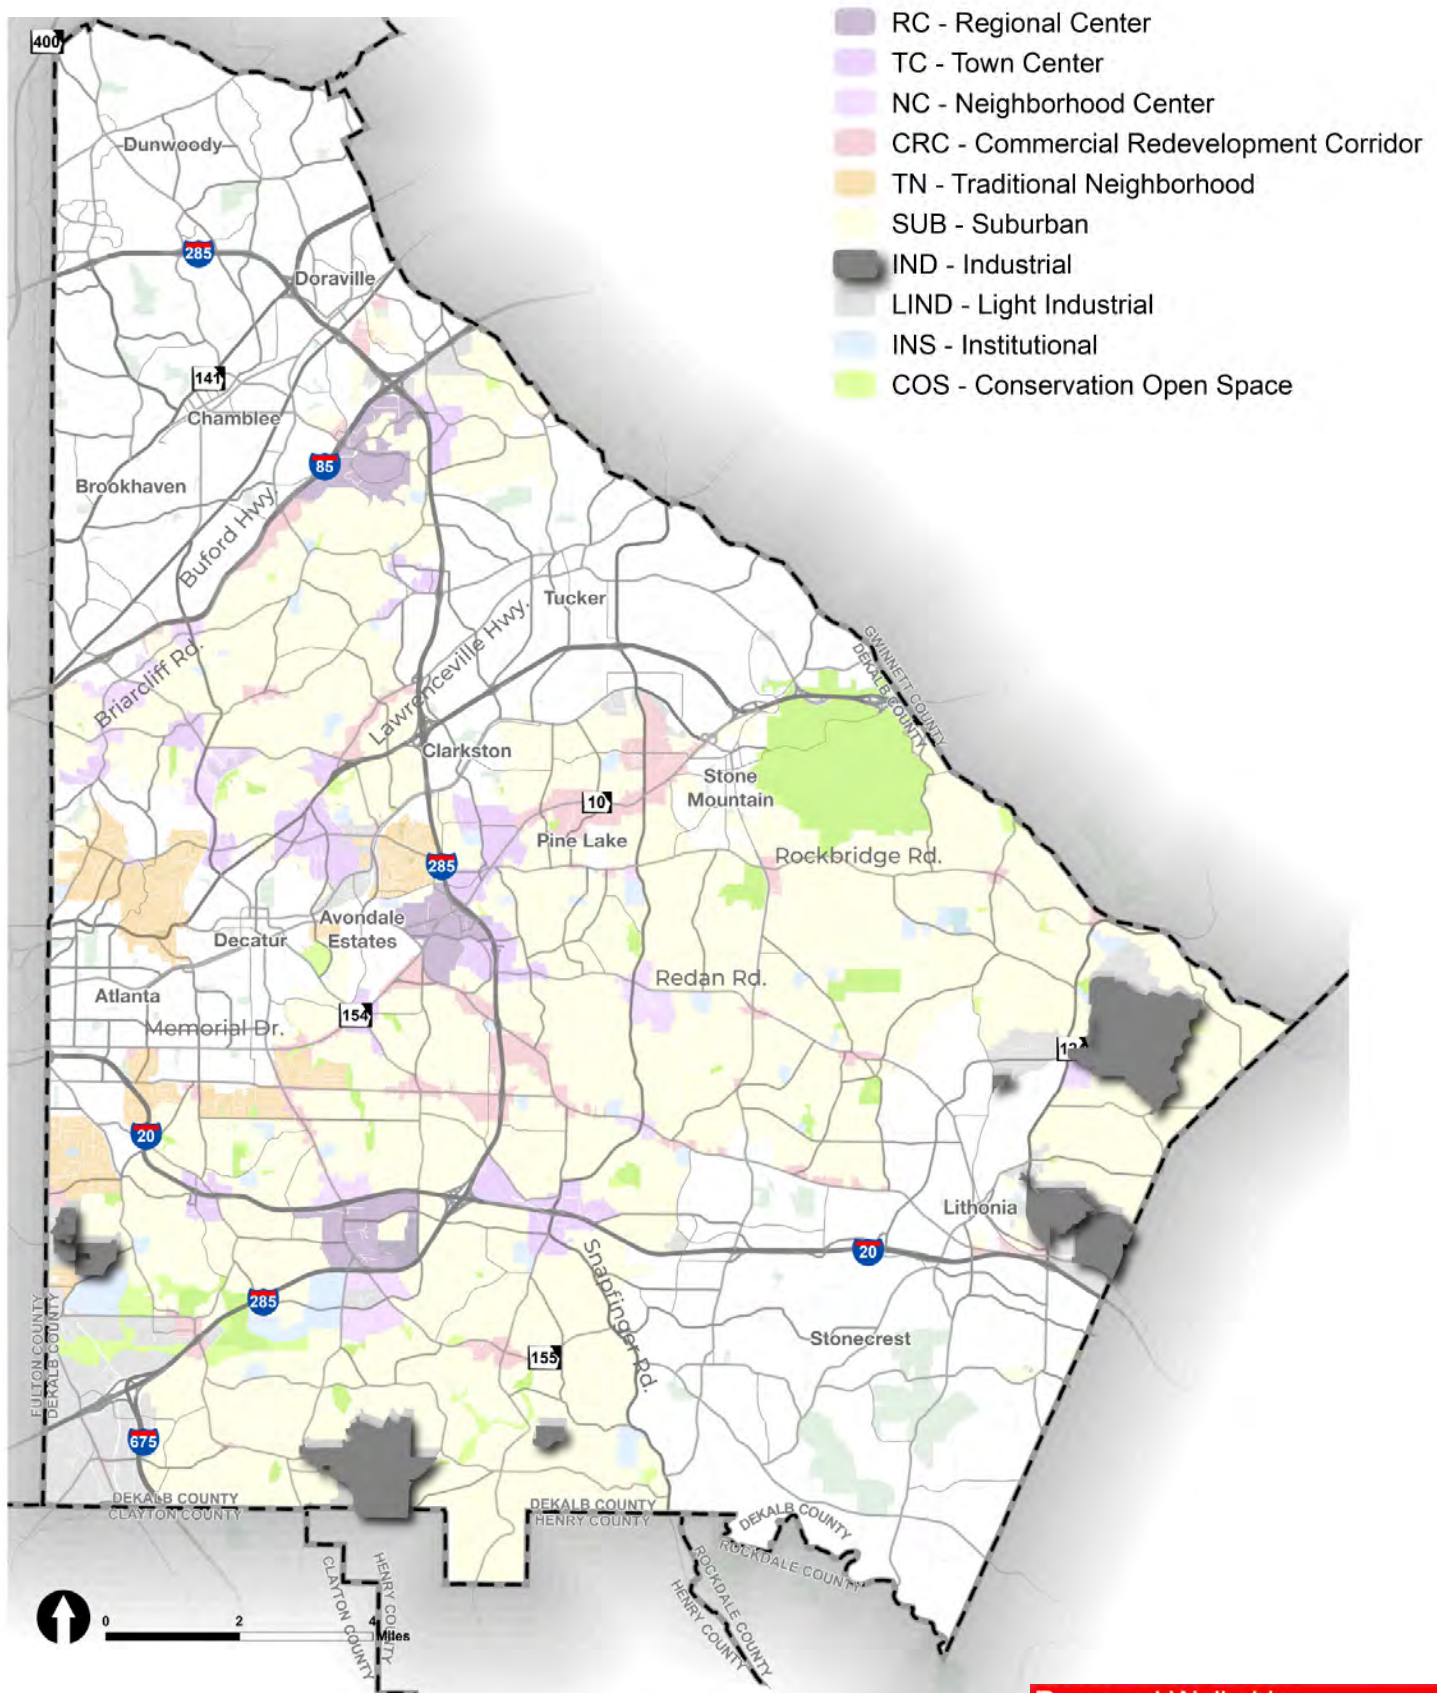 RC - Regional Center
TC - Town Center
NC - Neighborhood Center
CRC - Commercial Redevelopment Corridor
TN - Traditional Neighborhood
SUB - Suburban
IND - Industrial
LIND - Light Industrial
INS - Institutional
COS - Conservation Open Space
400
Dunwoody
285
Doraville
141
Chamblee
85
Brookhaven
Buford Hwy.
Tucker
Lawrenceville Hwy.
Briarcliff Rd.
GWINNETT COUNTY
DEKALB COUNTY
Clarkston
Stone
Mountain
10
Pine Lake
Rockbridge Rd.
285
Avondale
Estates
Decatur
Redan Rd.
Atlanta
154
Memorial Dr.
20
Lithonia
20
Snapfinger Rd.
285
FULTON COUNTY
DEKALB COUNTY
Stonecrest
155
675
DEKALB COUNTY
CLAYTON COUNTY
DEKALB COUNTY
HENRY COUNTY
DEKALB COUNTY
ROCKDALE COUNTY
HENRY COUNTY
CLAYTON COUNTY
ROCKDALE COUNTY
HENRY COUNTY
0 2 4
Miles